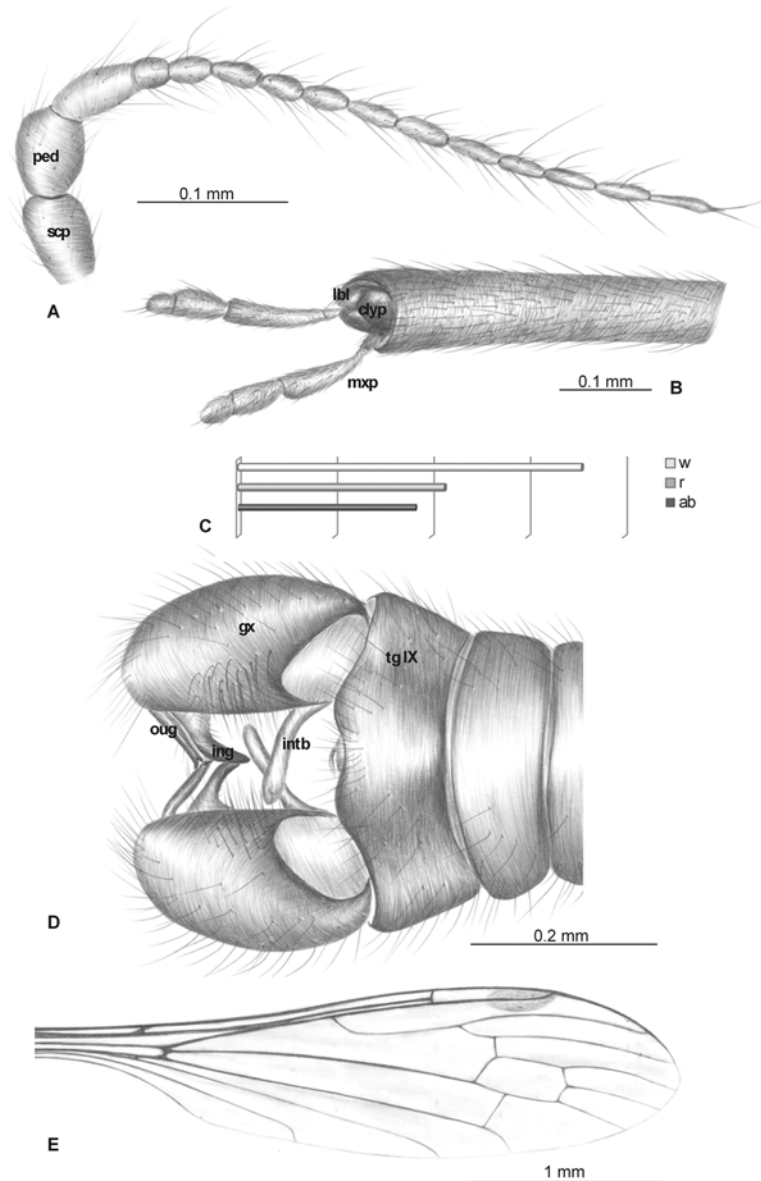 ped
0.1 mm
scp
A
lbl
clyp
mxp
0.1 mm
B
w
r
ab
C
gx
tg IX
oug
ing
intb
D
0.2 mm
E
1 mm